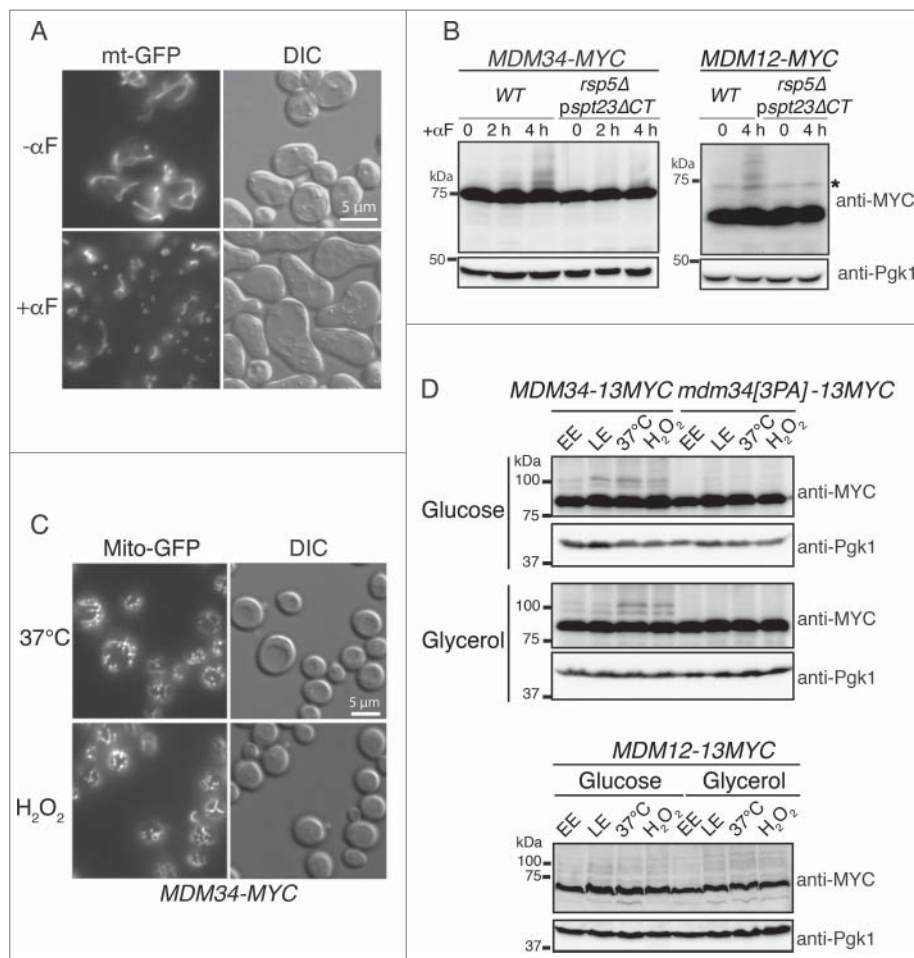 A
mt-GFP DIC
-αF
5 µm
+αF
B
MDM34-MYC MDM12-MYC
WT rsp5Δ pspt23ΔCT WT rsp5Δ pspt23ΔCT
+αF 0 2 h 4 h 0 2 h 4 h 0 4 h 0 4 h
kDa kDa
75 75 *
anti-MYC
50 50
anti-Pgk1
C
Mito-GFP DIC
37°C
5 µm
H2O2
MDM34-MYC
D
MDM34-13MYC mdm34[3PA]-13MYC
EE LE 37°C H2O2 EE LE 37°C H2O2
kDa
100
anti-MYC
Glucose
75
anti-Pgk1
37
100
anti-MYC
Glycerol
75
anti-Pgk1
37
MDM12-13MYC
Glucose Glycerol
EE LE 37°C H2O2 EE LE 37°C H2O2
kDa
100
75
anti-MYC
anti-Pgk1
37